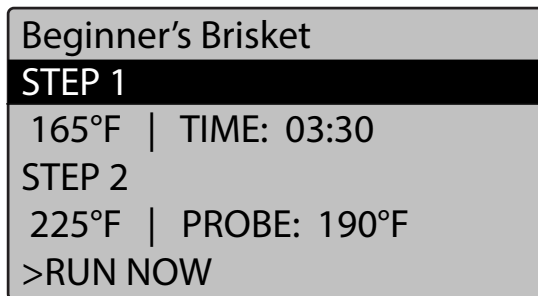 Beginner's Brisket
STEP 1
165°F | TIME: 03:30
STEP 2
225°F | PROBE: 190°F
>RUN NOW